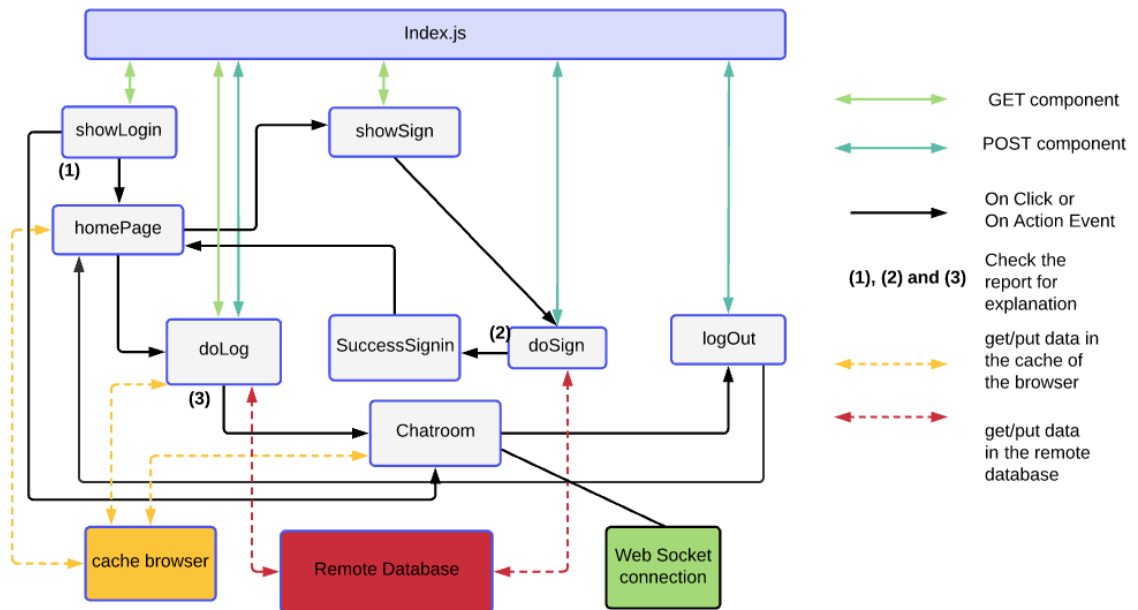 Index.js
showLogin
(1)
showSign
homePage
doLog
(3)
SuccessSignin
(2)
doSign
logOut
Chatroom
cache browser
Remote Database
Web Socket
connection
GET component
POST component
On Click or
On Action Event
(1), (2) and (3)
Check the
report for
explanation
get/put data in
the cache of
the browser
get/put data
in the remote
database